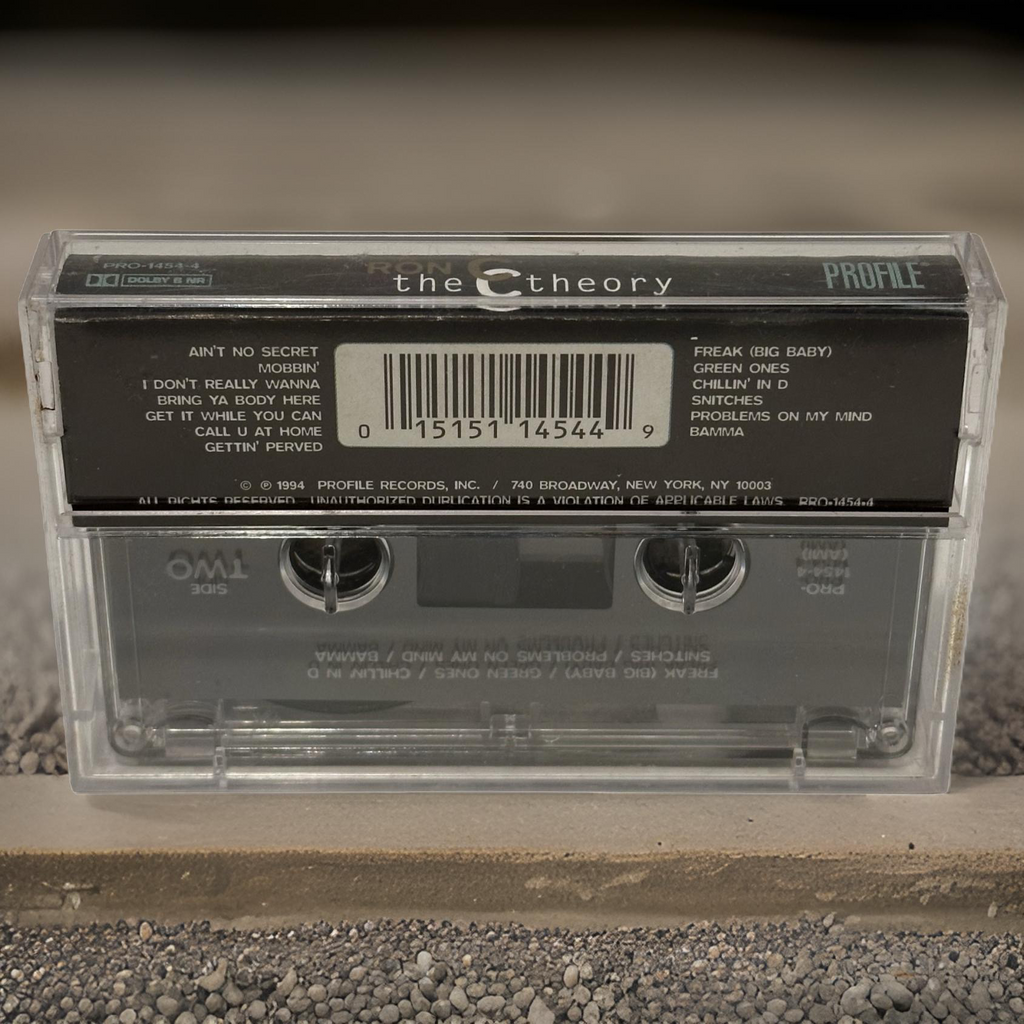 PRO-1454-4
DOLBY B NR
RON C
the C theory
PROFILE
AIN'T NO SECRET
MOBBIN'
I DON'T REALLY WANNA
BRING YA BODY HERE
GET IT WHILE YOU CAN
CALL U AT HOME
GETTIN' PERVED
0 15151 14544 9
FREAK (BIG BABY)
GREEN ONES
CHILLIN' IN D
SNITCHES
PROBLEMS ON MY MIND
BAMMA
© ℗ 1994 PROFILE RECORDS, INC. / 740 BROADWAY, NEW YORK, NY 10003
ALL RIGHTS RESERVED. UNAUTHORIZED DUPLICATION IS A VIOLATION OF APPLICABLE LAWS. PRO-1454-4
SIDE
TWO
PRO-
1454-4
(AMI)
FREAK (BIG BABY) / GREEN ONES / CHILLIN' IN D
SNITCHES / PROBLEMS ON MY MIND / BAMMA